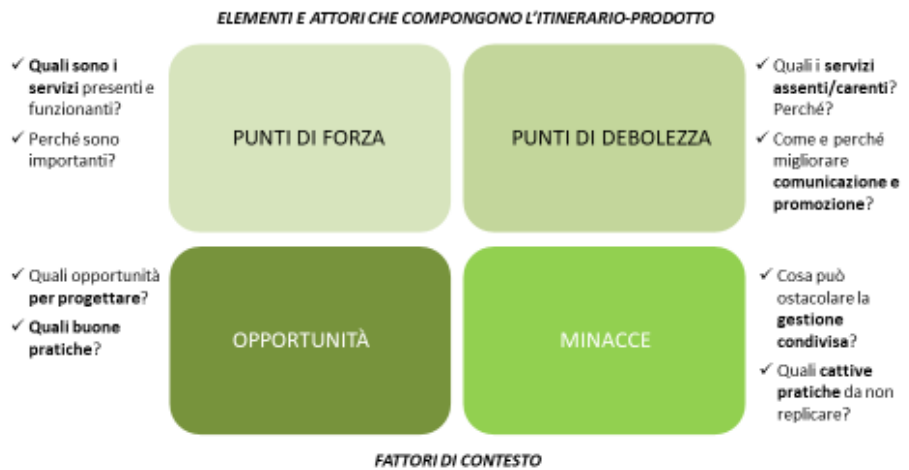 ELEMENTI E ATTORI CHE COMPONGONO L'ITINERARIO-PRODOTTO
✓ Quali sono i
servizi presenti e
funzionanti?
✓ Perché sono
importanti?
PUNTI DI FORZA
PUNTI DI DEBOLEZZA
✓ Quali i servizi
assenti/carenti?
Perché?
✓ Come e perché
migliorare
comunicazione e
promozione?
✓ Quali opportunità
per progettare?
✓ Quali buone
pratiche?
OPPORTUNITÀ
MINACCE
✓ Cosa può
ostacolare la
gestione
condivisa?
✓ Quali cattive
pratiche da non
replicare?
FATTORI DI CONTESTO